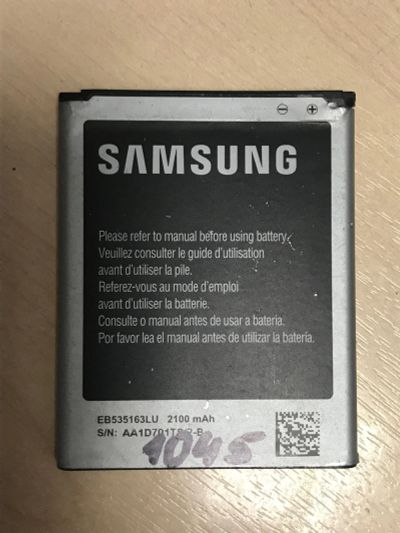 SAMSUNG
Please refer to manual before using battery.
Veuillez consulter le guide d'utilisation
avant d'utiliser la pile.
Referez-vous au mode d'emploi
avant d'utiliser la batterie.
Consulte o manual antes de usar a bateria.
Por favor lea el manual antes de utilizar la batería.
EB535163LU 2100 mAh
S/N:
1045